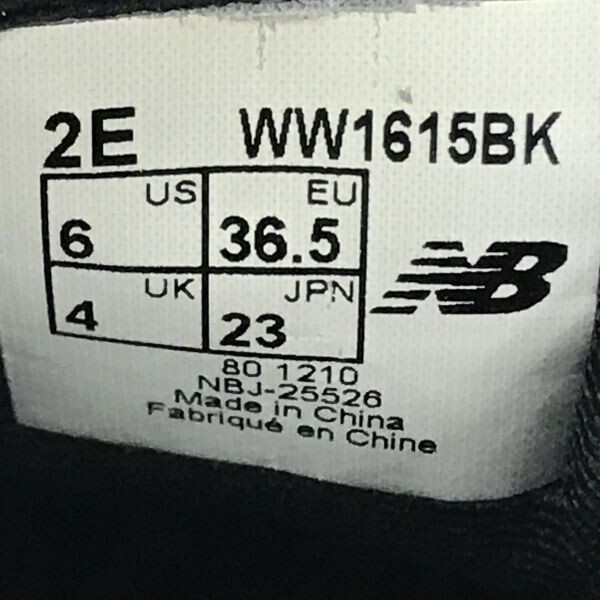 2E WW1615BK
US EU
6 36.5
UK JPN
4 23
80 1210
NBJ-25526
Made in China
Fabriqué en Chine
NB